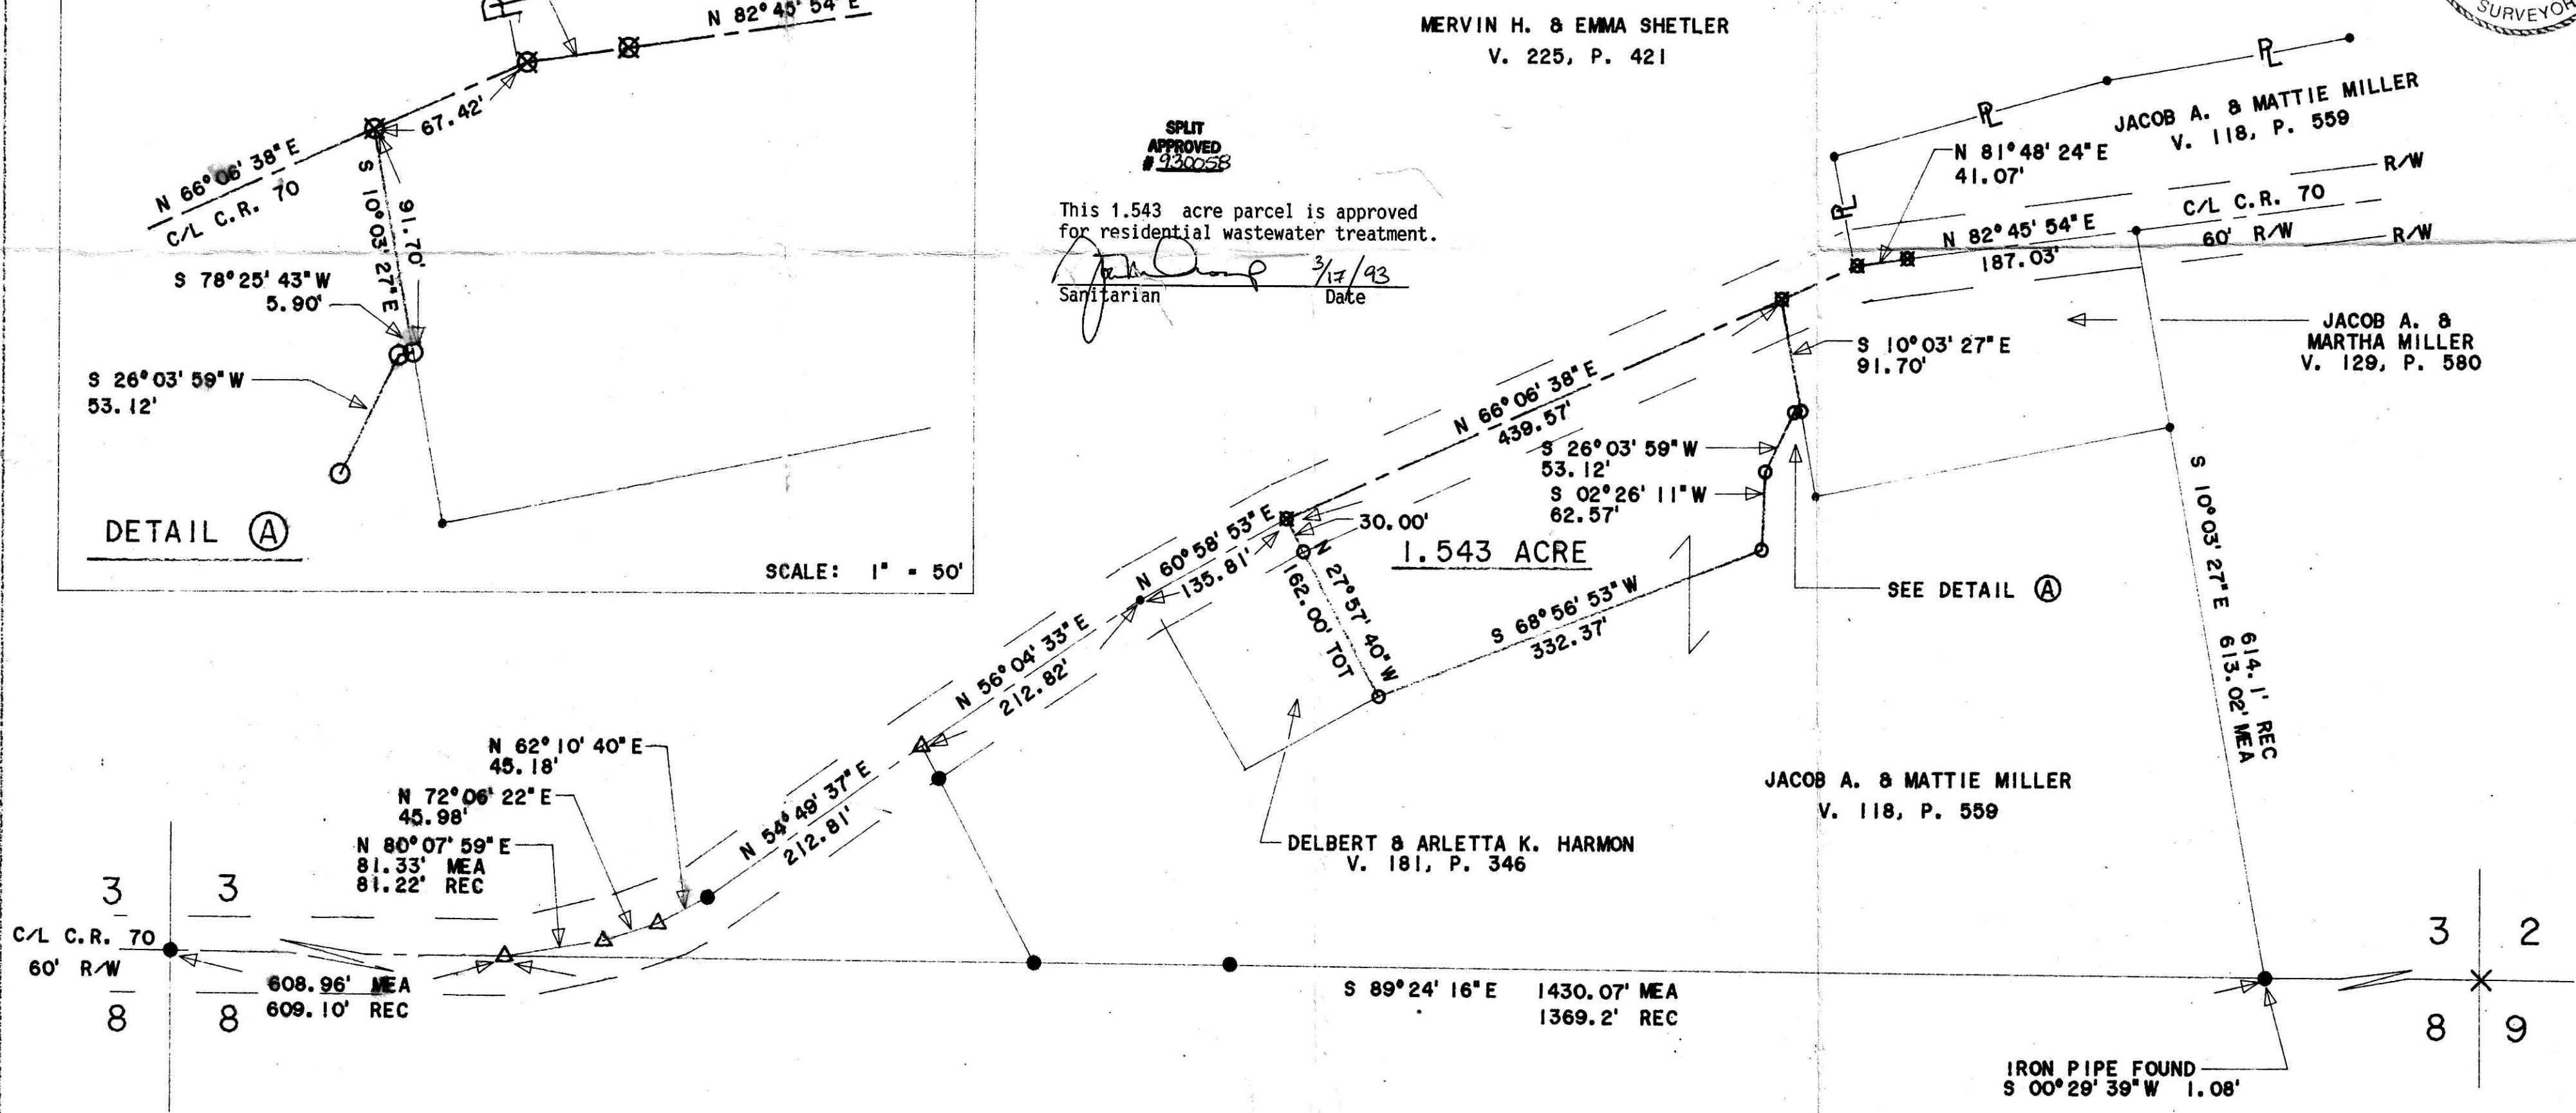 N 82° 45' 54" E
67.42'
N 66° 06' 38" E
C/L C.R. 70
S 10° 03' 27" E
91.70'
S 78° 25' 43" W
5.90'
S 26° 03' 59" W
53.12'
DETAIL A
SCALE: 1" = 50'
MERVIN H. & EMMA SHETLER
V. 225, P. 421
SURVEYOR
SPLIT
APPROVED
# 930058
This 1.543 acre parcel is approved
for residential wastewater treatment.
3/17/93
Sanitarian Date
PL
PL
PL
JACOB A. & MATTIE MILLER
V. 118, P. 559
N 81° 48' 24" E
41.07'
R/W
C/L C.R. 70
60' R/W
R/W
N 82° 45' 54" E
187.03'
JACOB A. &
MARTHA MILLER
V. 129, P. 580
S 10° 03' 27" E
91.70'
N 66° 06' 38" E
439.57'
S 26° 03' 59" W
53.12'
S 02° 26' 11" W
62.57'
30.00'
1.543 ACRE
N 60° 58' 53" E
135.81'
N 27° 57' 40" W
162.00' TOT
S 68° 56' 53" W
332.37'
SEE DETAIL A
S 10° 03' 27" E
614.1' REC
613.02' MEA
N 56° 04' 33" E
212.82'
N 62° 10' 40" E
45.18'
N 72° 06' 22" E
45.98'
N 80° 07' 59" E
81.33' MEA
81.22' REC
N 54° 49' 37" E
212.81'
DELBERT & ARLETTA K. HARMON
V. 181, P. 346
JACOB A. & MATTIE MILLER
V. 118, P. 559
3 3
C/L C.R. 70
60' R/W
8 8
608.96' MEA
609.10' REC
S 89° 24' 16" E 1430.07' MEA
1369.2' REC
3 2
8 9
IRON PIPE FOUND
S 00° 29' 39" W 1.08'